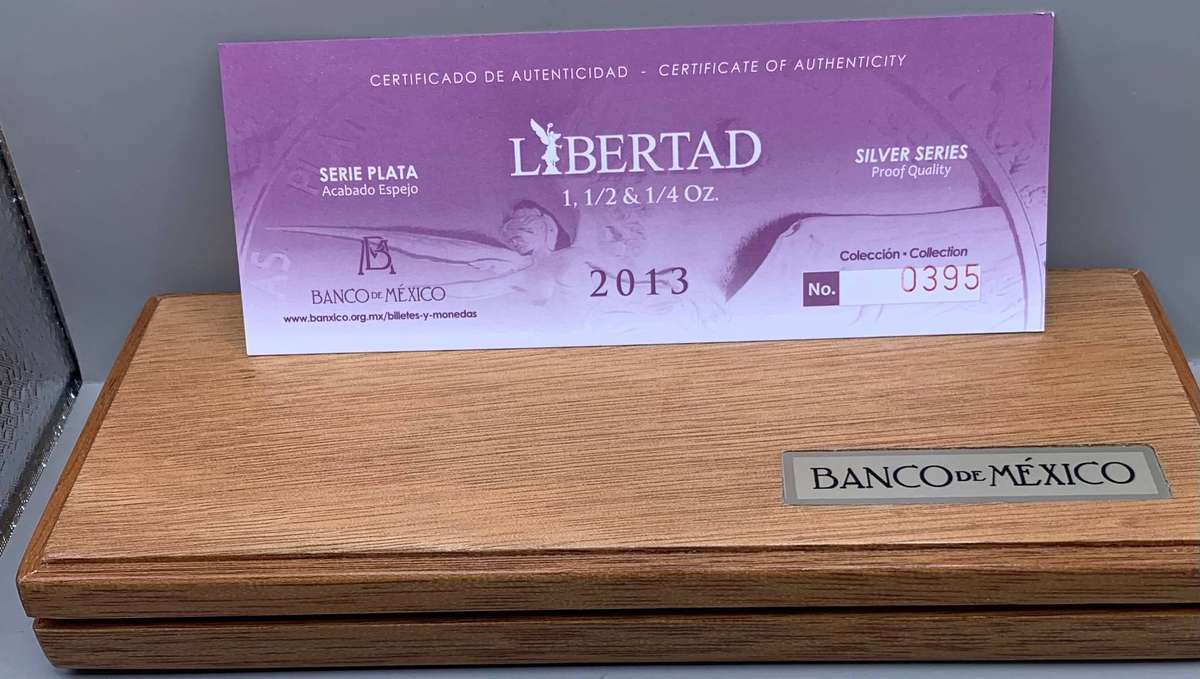 CERTIFICADO DE AUTENTICIDAD - CERTIFICATE OF AUTHENTICITY
LIBERTAD
1, 1/2 & 1/4 Oz.
SERIE PLATA
Acabado Espejo
SILVER SERIES
Proof Quality
BM
BANCO DE MÉXICO
www.banxico.org.mx/billetes-y-monedas
2013
Colección • Collection
No. 0395
BANCO DE MÉXICO